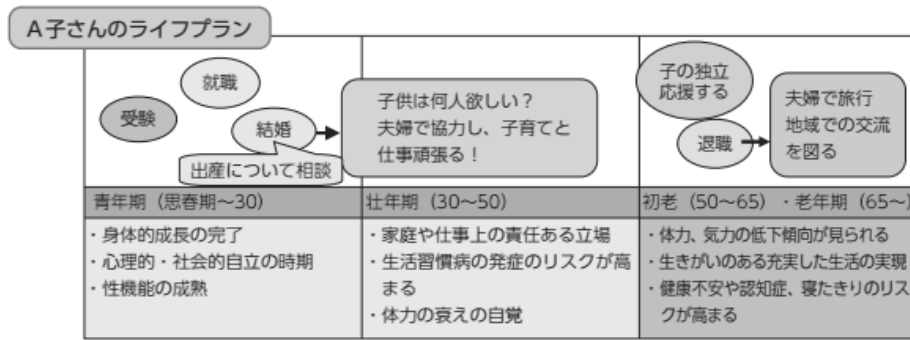 A子さんのライフプラン
就職
受験
結婚
出産について相談
子供は何人欲しい？
夫婦で協力し、子育てと
仕事頑張る！
子の独立
応援する
退職
夫婦で旅行
地域での交流
を図る
青年期（思春期～30）
壮年期（30～50）
初老（50～65）・老年期（65～）
・身体的成長の完了
・心理的・社会的自立の時期
・性機能の成熟
・家庭や仕事上の責任ある立場
・生活習慣病の発症のリスクが高
まる
・体力の衰えの自覚
・体力、気力の低下傾向が見られる
・生きがいのある充実した生活の実現
・健康不安や認知症、寝たきりのリス
クが高まる